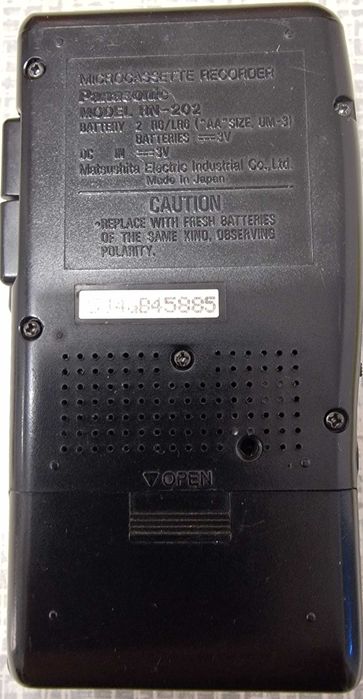 MICROCASSETTE RECORDER
Panasonic
MODEL RN-202
BATTERY 2 R6/LR6 ("AA" SIZE, UM-3)
BATTERIES ⎓3V
DC IN ⎓3V
Matsushita Electric Industrial Co., Ltd.
Made in Japan
CAUTION
•REPLACE WITH FRESH BATTERIES
OF THE SAME KIND, OBSERVING
POLARITY.
B45885
▽OPEN